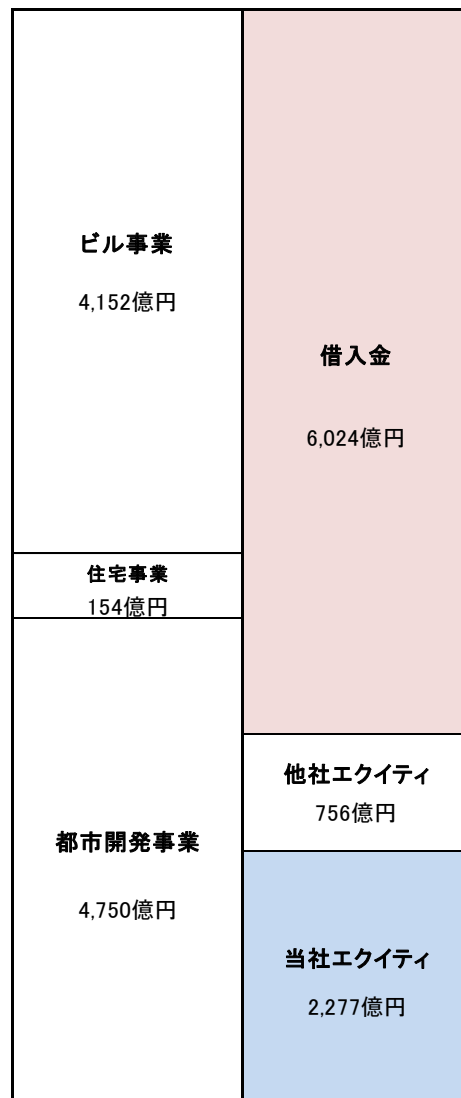 ビル事業
4,152億円
住宅事業
154億円
都市開発事業
4,750億円
借入金
6,024億円
他社エクイティ
756億円
当社エクイティ
2,277億円